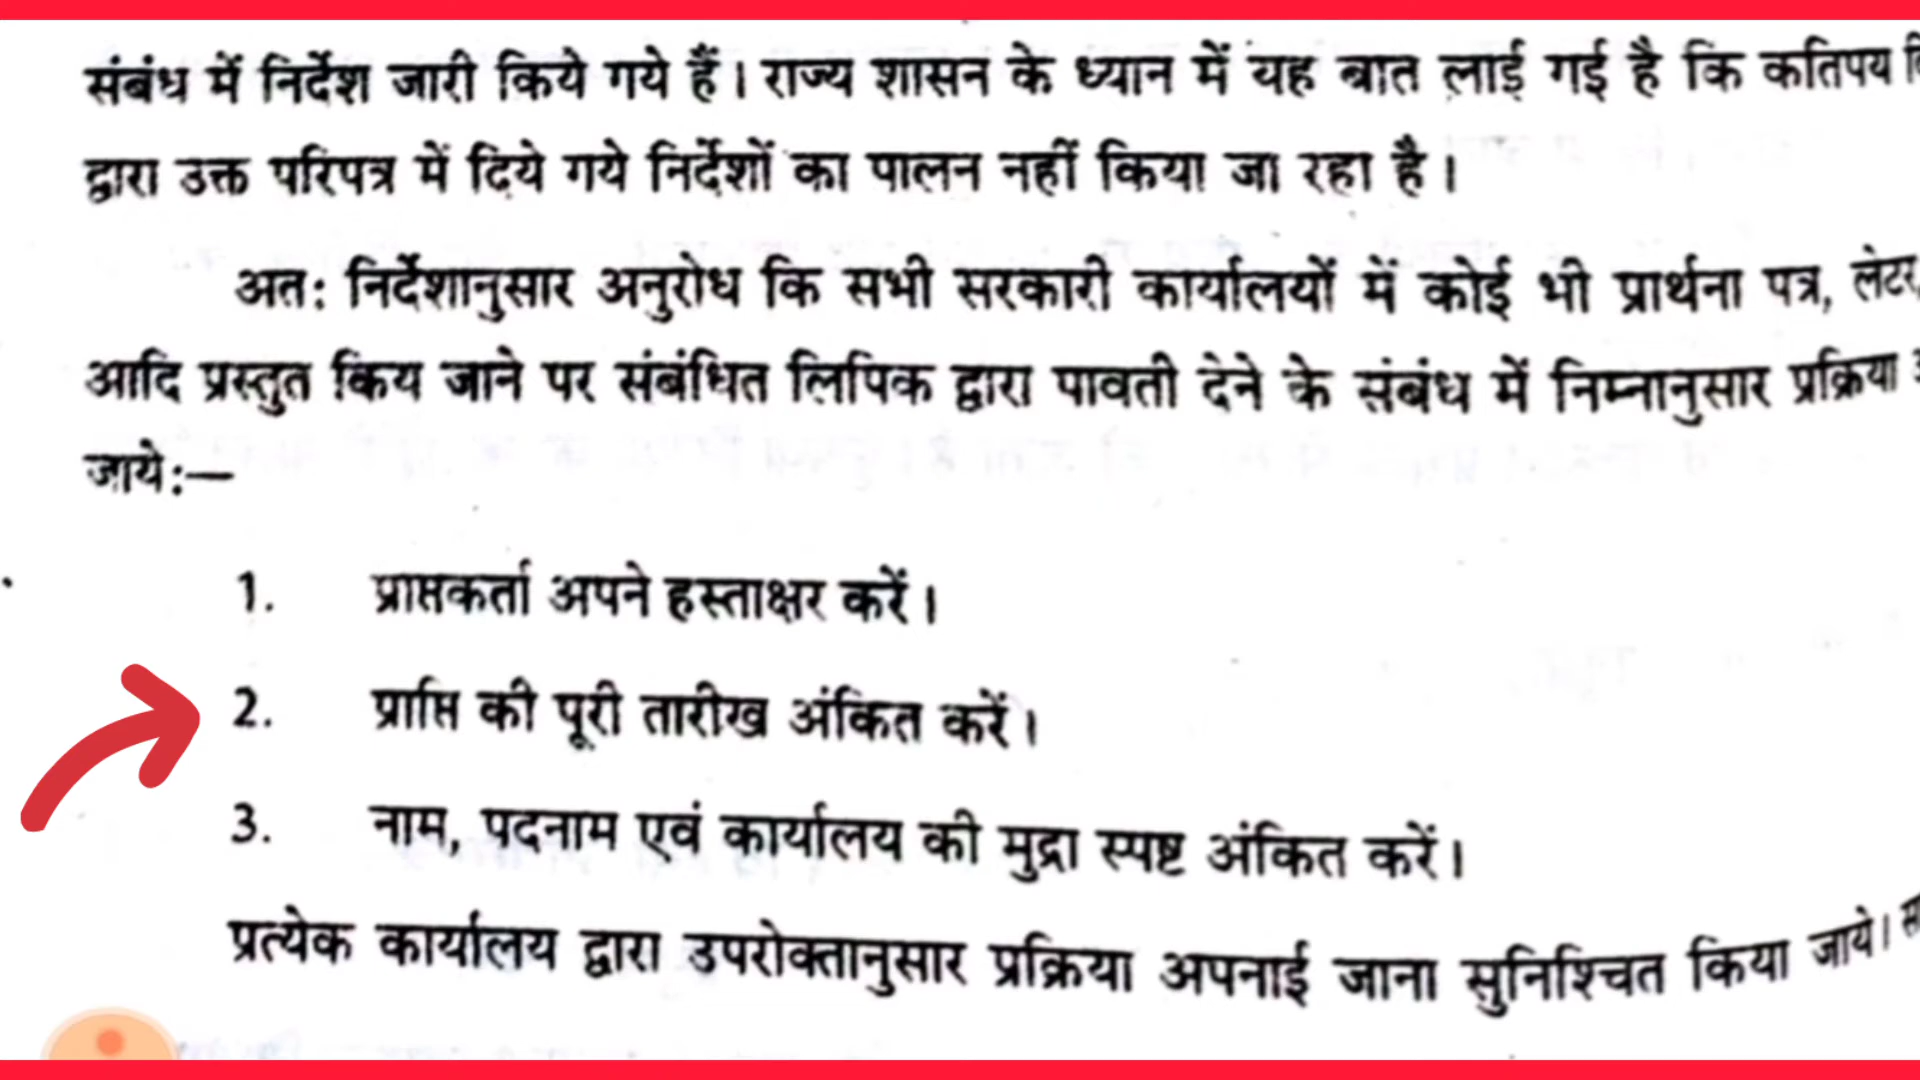 संबंध में निर्देश जारी किये गये हैं। राज्य शासन के ध्यान में यह बात लाई गई है कि कतिपय
द्वारा उक्त परिपत्र में दिये गये निर्देशों का पालन नहीं किया जा रहा है।
अतः निर्देशानुसार अनुरोध कि सभी सरकारी कार्यालयों में कोई भी प्रार्थना पत्र, लेटर,
आदि प्रस्तुत किय जाने पर संबंधित लिपिक द्वारा पावती देने के संबंध में निम्नानुसार प्रक्रिया
जाये:—
1. प्राप्तकर्ता अपने हस्ताक्षर करें।
2. प्राप्ति की पूरी तारीख अंकित करें।
3. नाम, पदनाम एवं कार्यालय की मुद्रा स्पष्ट अंकित करें।
प्रत्येक कार्यालय द्वारा उपरोक्तानुसार प्रक्रिया अपनाई जाना सुनिश्चित किया जाये।